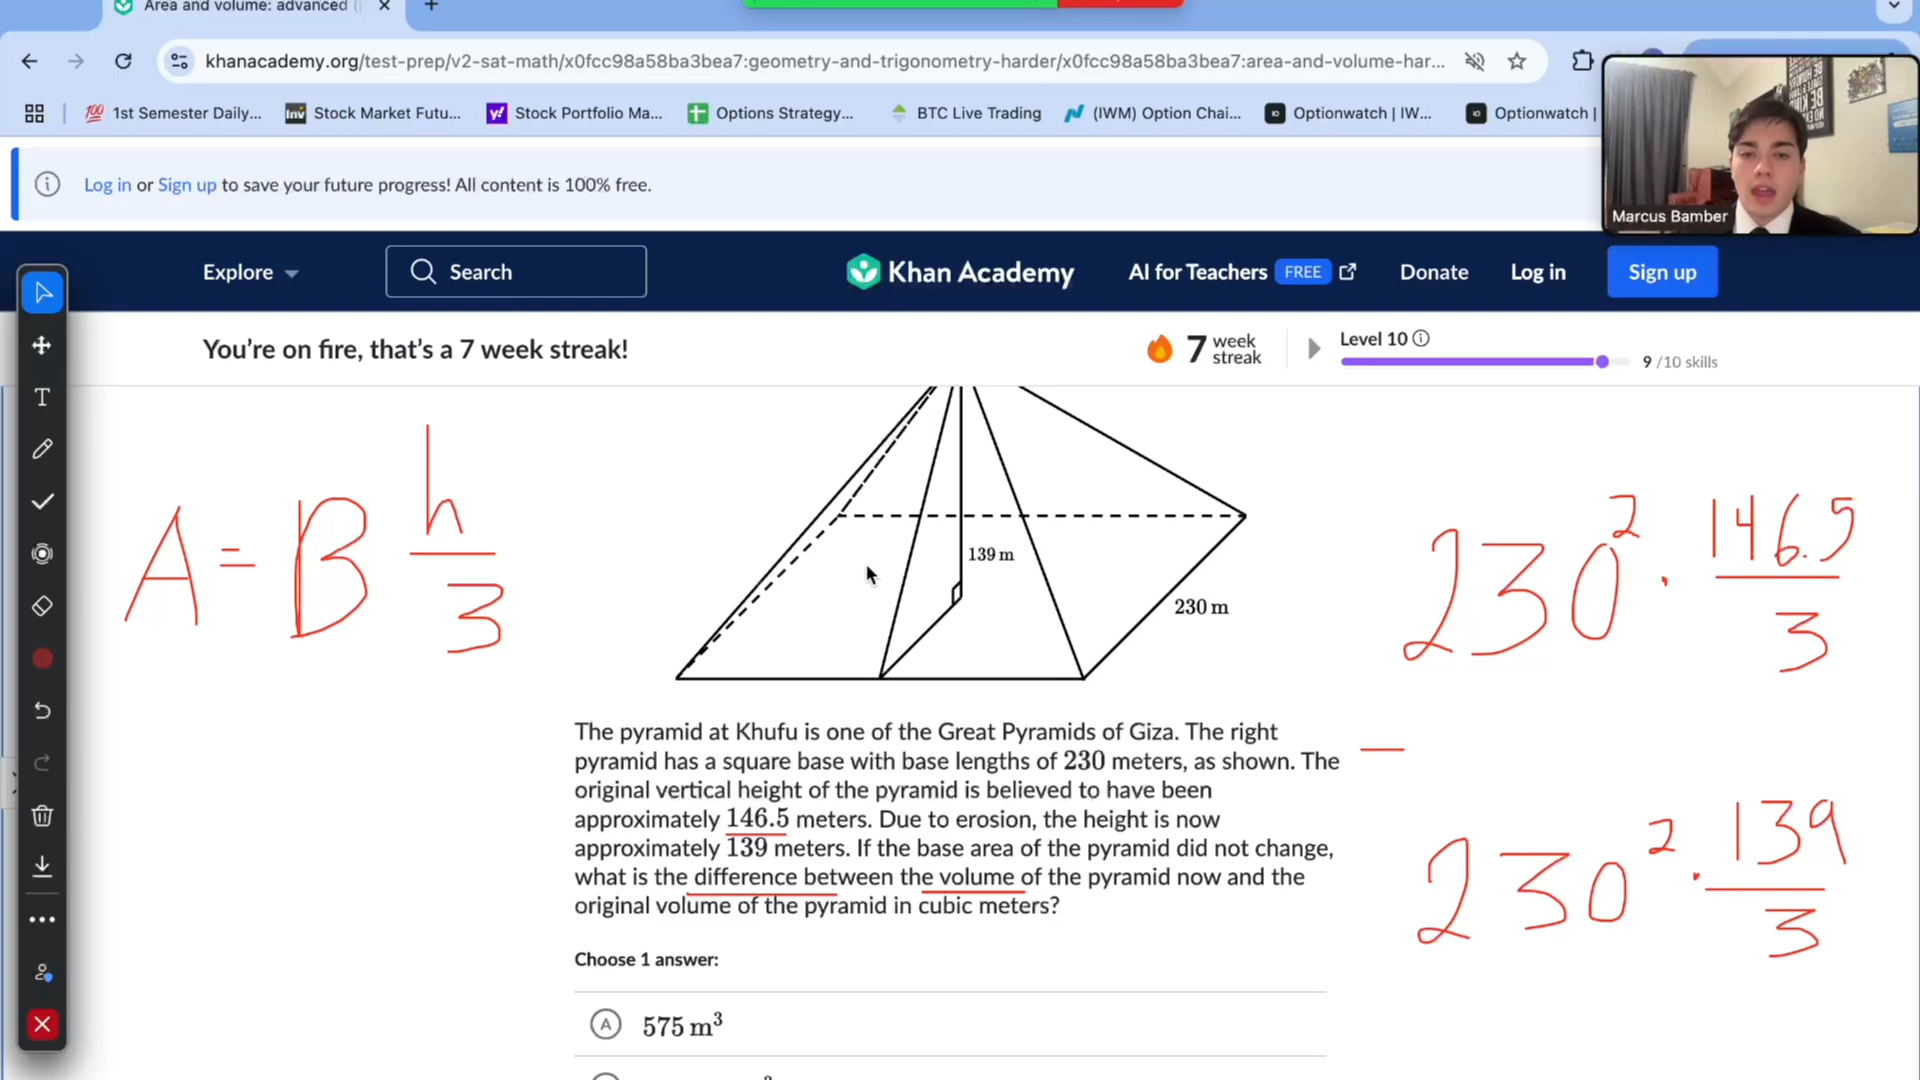 Area and volume: advanced
khanacademy.org/test-prep/v2-sat-math/x0fcc98a58ba3bea7:geometry-and-trigonometry-harder/x0fcc98a58ba3bea7:area-and-volume-har...
1st Semester Daily...
Stock Market Futu...
Stock Portfolio Ma...
Options Strategy...
BTC Live Trading
(IWM) Option Chai...
Optionwatch | IW...
Optionwatch |
Marcus Bamber
Log in or Sign up to save your future progress! All content is 100% free.
Explore
Search
Khan Academy
AI for Teachers FREE
Donate
Log in
Sign up
You're on fire, that's a 7 week streak!
7 week streak
Level 10
9 /10 skills
A = B h/3
139 m
230 m
230² · 146.5/3
−
230² · 139/3
The pyramid at Khufu is one of the Great Pyramids of Giza. The right
pyramid has a square base with base lengths of 230 meters, as shown. The
original vertical height of the pyramid is believed to have been
approximately 146.5 meters. Due to erosion, the height is now
approximately 139 meters. If the base area of the pyramid did not change,
what is the difference between the volume of the pyramid now and the
original volume of the pyramid in cubic meters?
Choose 1 answer:
A 575 m³